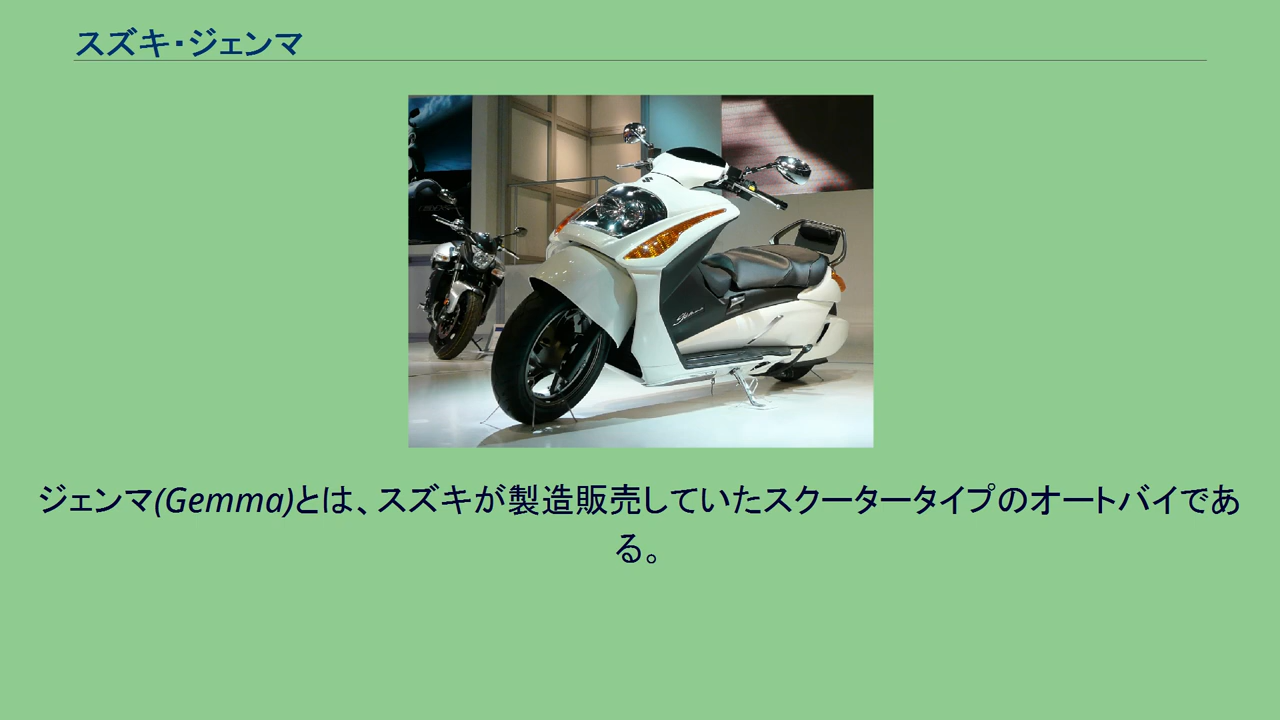 スズキ・ジェンマ
ジェンマ(Gemma)とは、スズキが製造販売していたスクータータイプのオートバイであ
る。